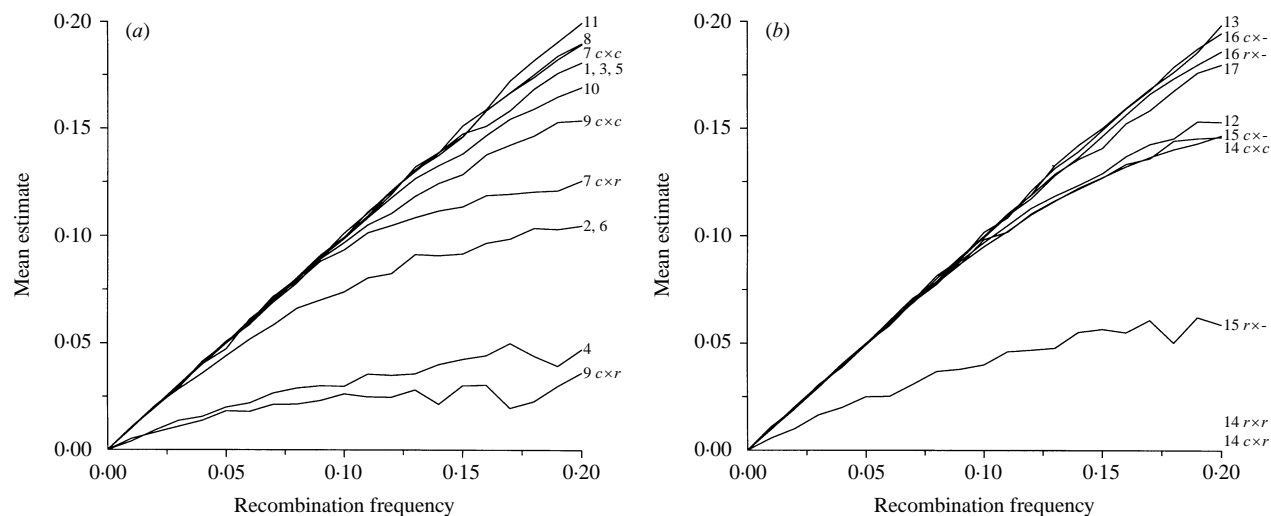 (a)
0·20
0·15
0·10
0·05
0·00
Mean estimate
0·00 0·05 0·10 0·15 0·20
Recombination frequency
11
8
7 c×c
1, 3, 5
10
9 c×c
7 c×r
2, 6
4
9 c×r
(b)
0·20
0·15
0·10
0·05
0·00
Mean estimate
0·00 0·05 0·10 0·15 0·20
Recombination frequency
13
16 c×-
16 r×-
17
12
15 c×-
14 c×c
15 r×-
14 r×r
14 c×r